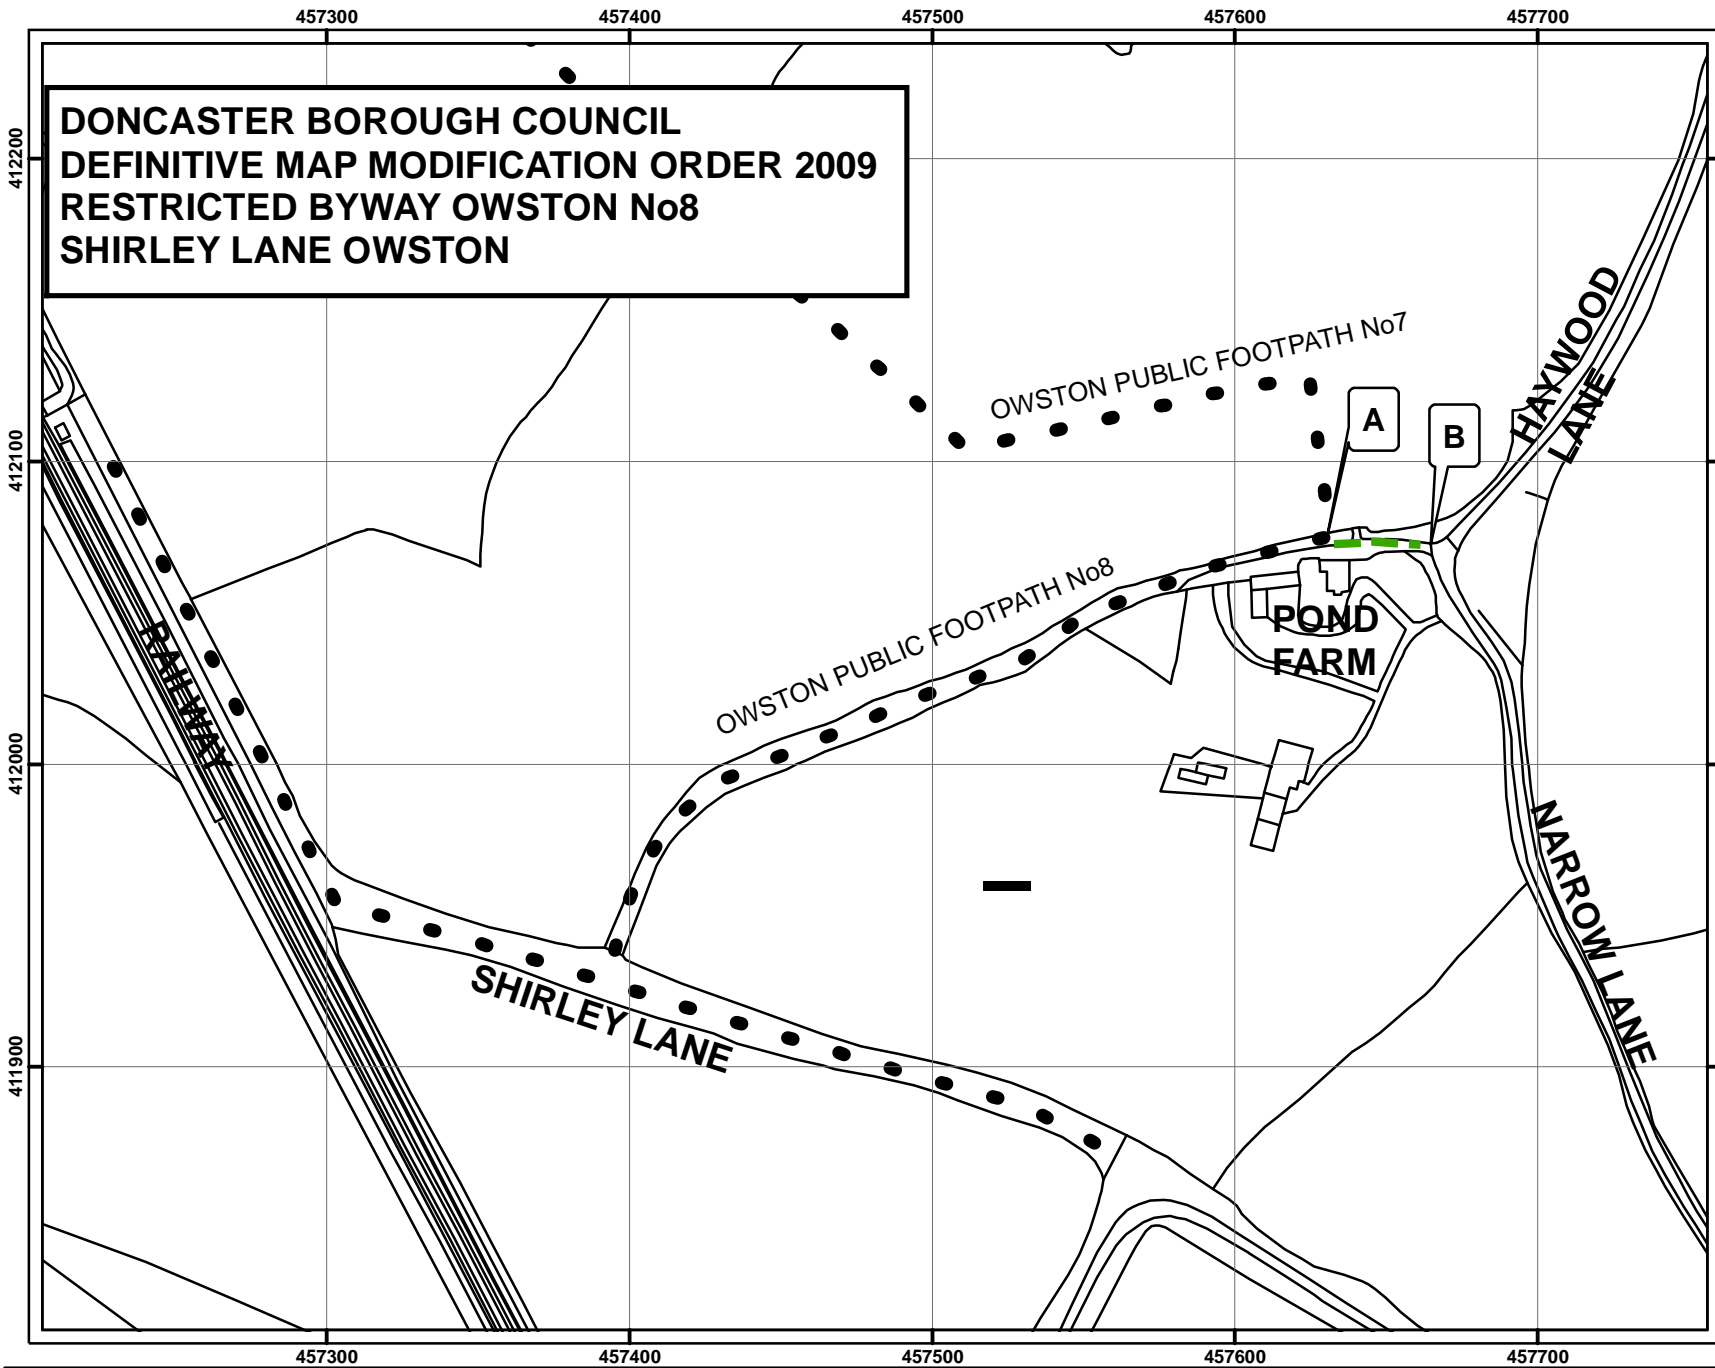 457300 457400 457500 457600 457700
DONCASTER BOROUGH COUNCIL
DEFINITIVE MAP MODIFICATION ORDER 2009
RESTRICTED BYWAY OWSTON No8
SHIRLEY LANE OWSTON
412200
412100
412000
411900
HAYWOOD
LANE
OWSTON PUBLIC FOOTPATH No7
A
B
OWSTON PUBLIC FOOTPATH No8
POND
FARM
RAILWAY
NARROW LANE
SHIRLEY LANE
457300 457400 457500 457600 457700